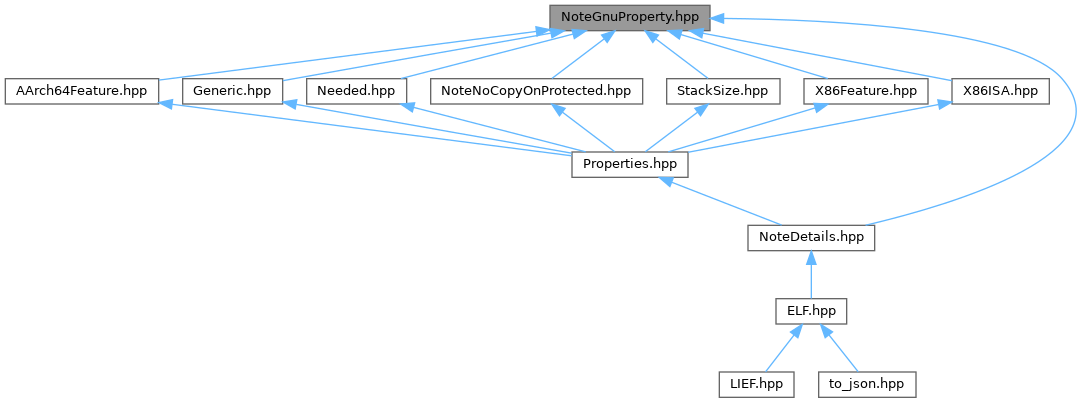 NoteGnuProperty.hpp
AArch64Feature.hpp
Generic.hpp
Needed.hpp
NoteNoCopyOnProtected.hpp
StackSize.hpp
X86Feature.hpp
X86ISA.hpp
Properties.hpp
NoteDetails.hpp
ELF.hpp
LIEF.hpp
to_json.hpp